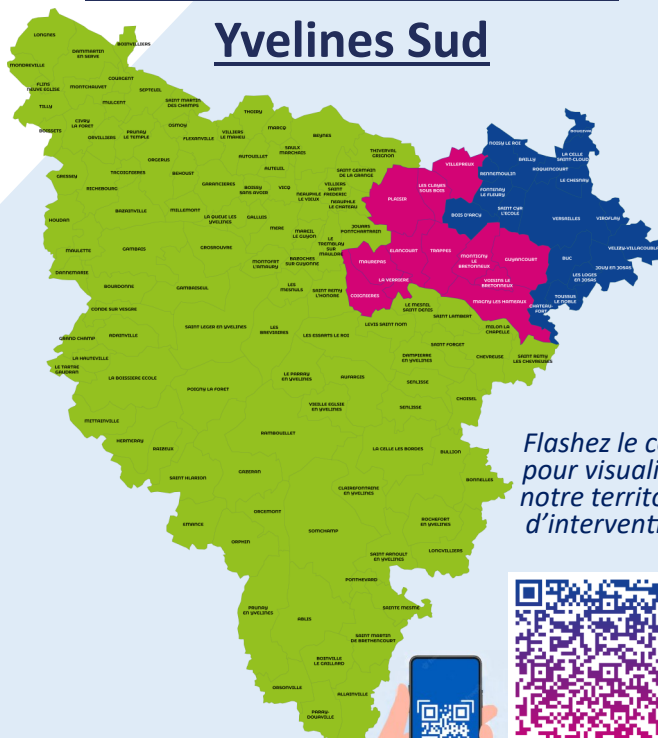 Yvelines Sud
LONGNES
DAMMARTIN
EN SERVE
BOINVILLIERS
MONDREVILLE
FLINS
NEUVE EGLISE
MONTCHAUVET
COURGENT
SEPTEUIL
TILLY
MULCENT
SAINT MARTIN
DES CHAMPS
CIVRY
LA FORET
BOISSETS
ORVILLIERS
PRUNAY
LE TEMPLE
OSMOY
FLEXANVILLE
VILLIERS
LE MAHIEU
THOIRY
MARCQ
BEYNES
SAULX
MARCHAIS
AUTOUILLET
AUTEUIL
THIVERVAL
GRIGNON
SAINT GERMAIN
DE LA GRANGE
ORGERUS
TACOIGNIERES
BEHOUST
GRESSEY
RICHEBOURG
GARANCIERES
BOISSY
SANS AVOIR
VICQ
NEAUPHLE
LE VIEUX
VILLIERS
SAINT
FREDERIC
NEAUPHLE
LE CHATEAU
HOUDAN
BAZAINVILLE
MILLEMONT
LA QUEUE LES
YVELINES
GALLUIS
MERE
MAREIL
LE GUYON
JOUARS
PONTCHARTRAIN
LE
TREMBLAY
SUR
MAULDRE
MAULETTE
GAMBAIS
GROSROUVRE
MONTFORT
L'AMAURY
BAZOCHES
SUR GUYONNE
DANNEMARIE
BOURDONNE
GAMBAISEUIL
LES
MESNULS
SAINT REMY
L'HONORE
CONDE SUR VESGRE
GRAND CHAMP
ADAINVILLE
SAINT LEGER EN YVELINES
LES
BREVIAIRES
LES ESSARTS LE ROI
LEVIS SAINT NOM
LE MESNIL
SAINT DENIS
SAINT LAMBERT
MILON LA
CHAPELLE
LA HAUTEVILLE
LE TARTRE
GAUDRAN
LA BOISSIERE ECOLE
POIGNY LA FORET
LE PERRAY
EN YVELINES
AUFFARGIS
DAMPIERRE
EN YVELINES
SAINT FORGET
CHEVREUSE
SAINT REMY
LES CHEVREUSES
SENLISSE
CHOISEL
VIEILLE EGLISE
EN YVELINES
SENLISSE
MITTAINVILLE
HERMERAY
RAIZEUX
RAMBOUILLET
LA CELLE LES BORDES
BULLION
BONNELLES
SAINT HILARION
GAZERAN
CLAIREFONTAINE
EN YVELINES
EMANCE
ORCEMONT
SONCHAMP
ROCHEFORT
EN YVELINES
ORPHIN
SAINT ARNOULT
EN YVELINES
LONGVILLIERS
PONTHEVRARD
PRUNAY
EN YVELINES
ABLIS
SAINTE MESME
SAINT MARTIN
DE BRETHENCOURT
BOINVILLE
LE GAILLARD
ORSONVILLE
ALLAINVILLE
PARAY
DOUAVILLE
VILLEPREUX
LES CLAYES
SOUS BOIS
PLAISIR
ELANCOURT
TRAPPES
MAUREPAS
LA VERRIERE
COIGNIERES
MONTIGNY
LE
BRETONNEUX
GUYANCOURT
VOISINS LE
BRETONNEUX
MAGNY LES HAMEAUX
NOISY LE ROI
BAILLY
RENNEMOULIN
FONTENAY
LE FLEURY
BOIS D'ARCY
SAINT CYR
L'ECOLE
BOUGIVAL
LA CELLE
SAINT CLOUD
ROCQUENCOURT
LE CHESNAY
VERSAILLES
VIROFLAY
VELIZY-VILLACOUBLAY
BUC
JOUY EN JOSAS
LES LOGES
EN JOSAS
TOUSSUS
LE NOBLE
CHATEAU-
FORT
Flashez le c
pour visuali
notre territo
d'interventi